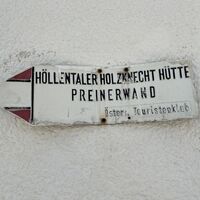 HÖLLENTALER HOLZKNECHT HÜTTE
PREINERWAND
Österr. Touristenklub